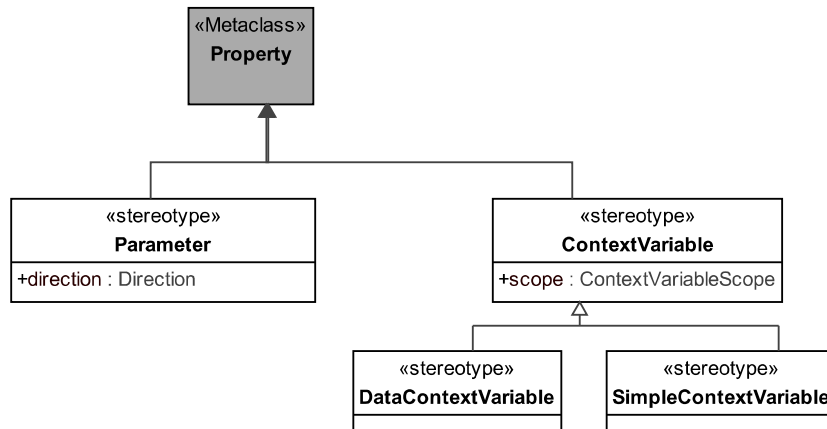 «Metaclass»
Property
«stereotype»
Parameter
+direction : Direction
«stereotype»
ContextVariable
+scope : ContextVariableScope
«stereotype»
DataContextVariable
«stereotype»
SimpleContextVariable